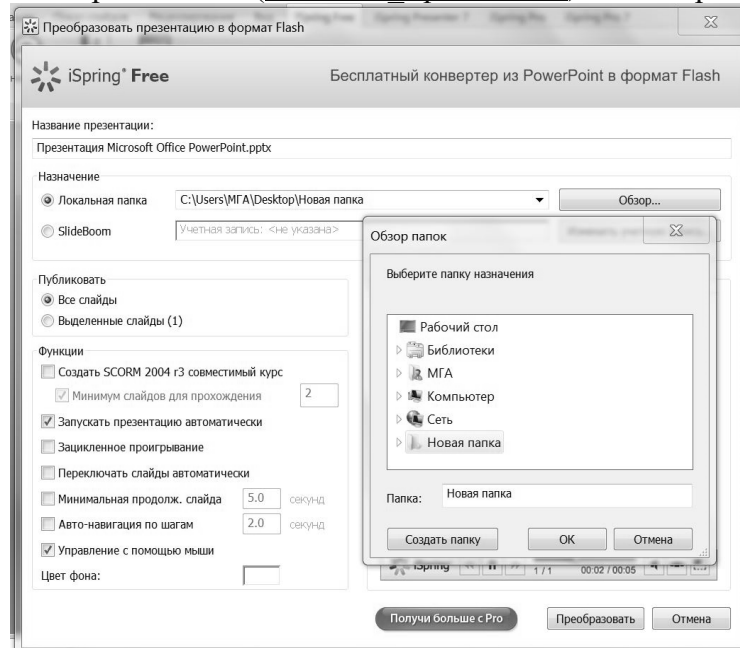 Преобразовать презентацию в формат Flash
iSpring® Free Бесплатный конвертер из PowerPoint в формат Flash
Название презентации:
Презентация Microsoft Office PowerPoint.pptx
Назначение
Локальная папка C:\Users\МГА\Desktop\Новая папка Обзор...
SlideBoom Учетная запись: <не указана>
Публиковать
Все слайды
Выделенные слайды (1)
Функции
Создать SCORM 2004 r3 совместимый курс
Минимум слайдов для прохождения 2
Запускать презентацию автоматически
Зацикленное проигрывание
Переключать слайды автоматически
Минимальная продолж. слайда 5.0 секунд
Авто-навигация по шагам 2.0 секунд
Управление с помощью мыши
Цвет фона:
Обзор папок
Выберите папку назначения
Рабочий стол
Библиотеки
МГА
Компьютер
Сеть
Новая папка
Папка: Новая папка
Создать папку ОК Отмена
iSpring 1 / 1 00:02 / 00:05
Получи больше с Pro Преобразовать Отмена